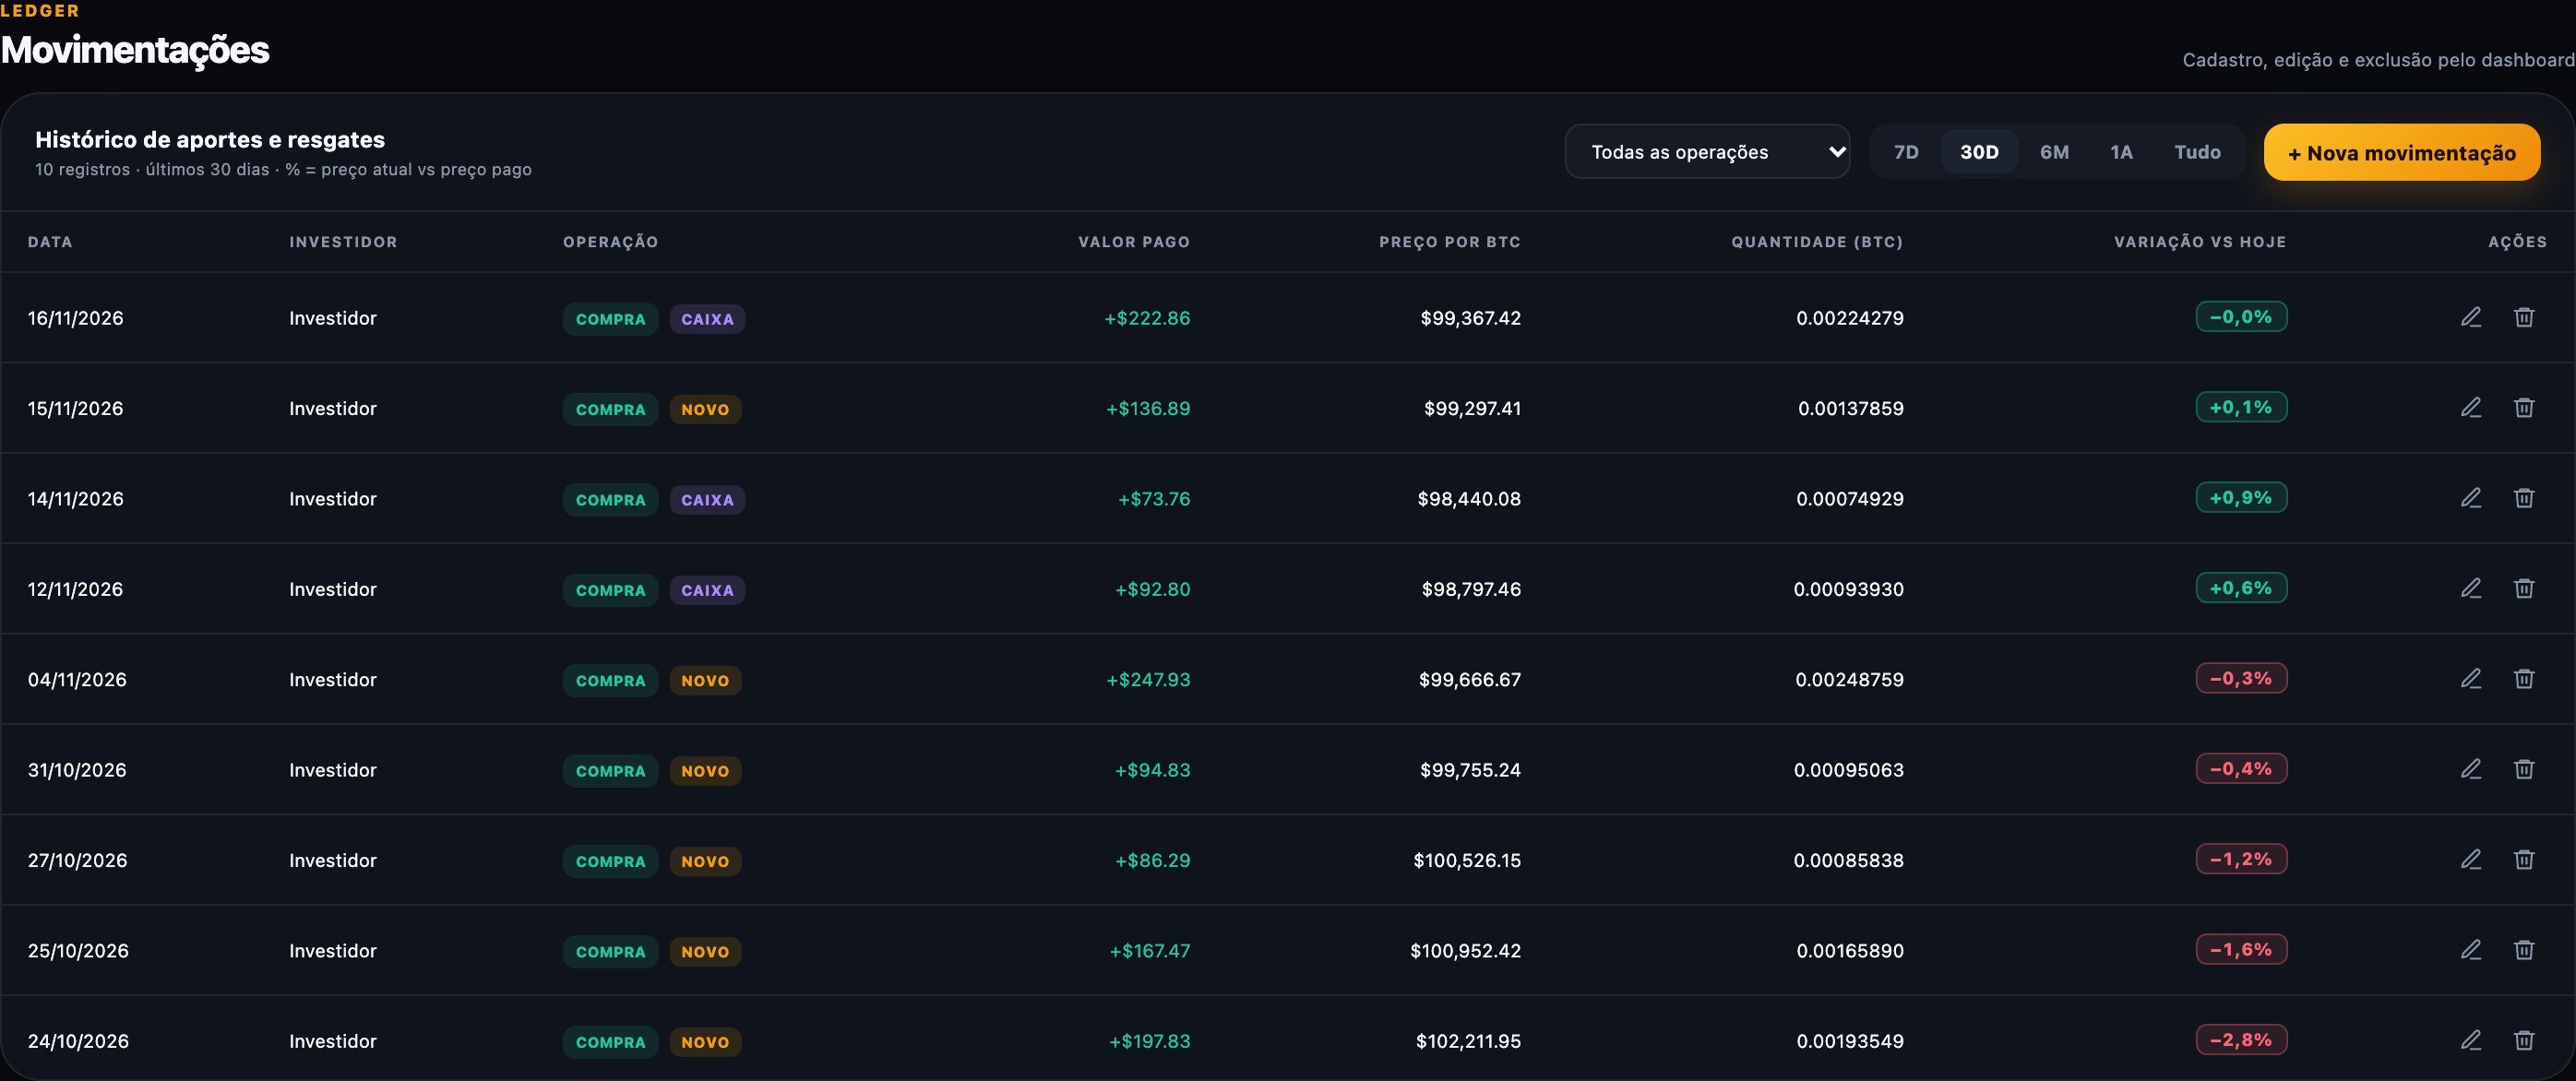 LEDGER
Movimentações
Cadastro, edição e exclusão pelo dashboard
Histórico de aportes e resgates
10 registros · últimos 30 dias · % = preço atual vs preço pago
Todas as operações 7D 30D 6M 1A Tudo + Nova movimentação
DATA INVESTIDOR OPERAÇÃO VALOR PAGO PREÇO POR BTC QUANTIDADE (BTC) VARIAÇÃO VS HOJE AÇÕES
16/11/2026 Investidor COMPRA CAIXA +$222.86 $99,367.42 0.00224279 −0,0%
15/11/2026 Investidor COMPRA NOVO +$136.89 $99,297.41 0.00137859 +0,1%
14/11/2026 Investidor COMPRA CAIXA +$73.76 $98,440.08 0.00074929 +0,9%
12/11/2026 Investidor COMPRA CAIXA +$92.80 $98,797.46 0.00093930 +0,6%
04/11/2026 Investidor COMPRA NOVO +$247.93 $99,666.67 0.00248759 −0,3%
31/10/2026 Investidor COMPRA NOVO +$94.83 $99,755.24 0.00095063 −0,4%
27/10/2026 Investidor COMPRA NOVO +$86.29 $100,526.15 0.00085838 −1,2%
25/10/2026 Investidor COMPRA NOVO +$167.47 $100,952.42 0.00165890 −1,6%
24/10/2026 Investidor COMPRA NOVO +$197.83 $102,211.95 0.00193549 −2,8%